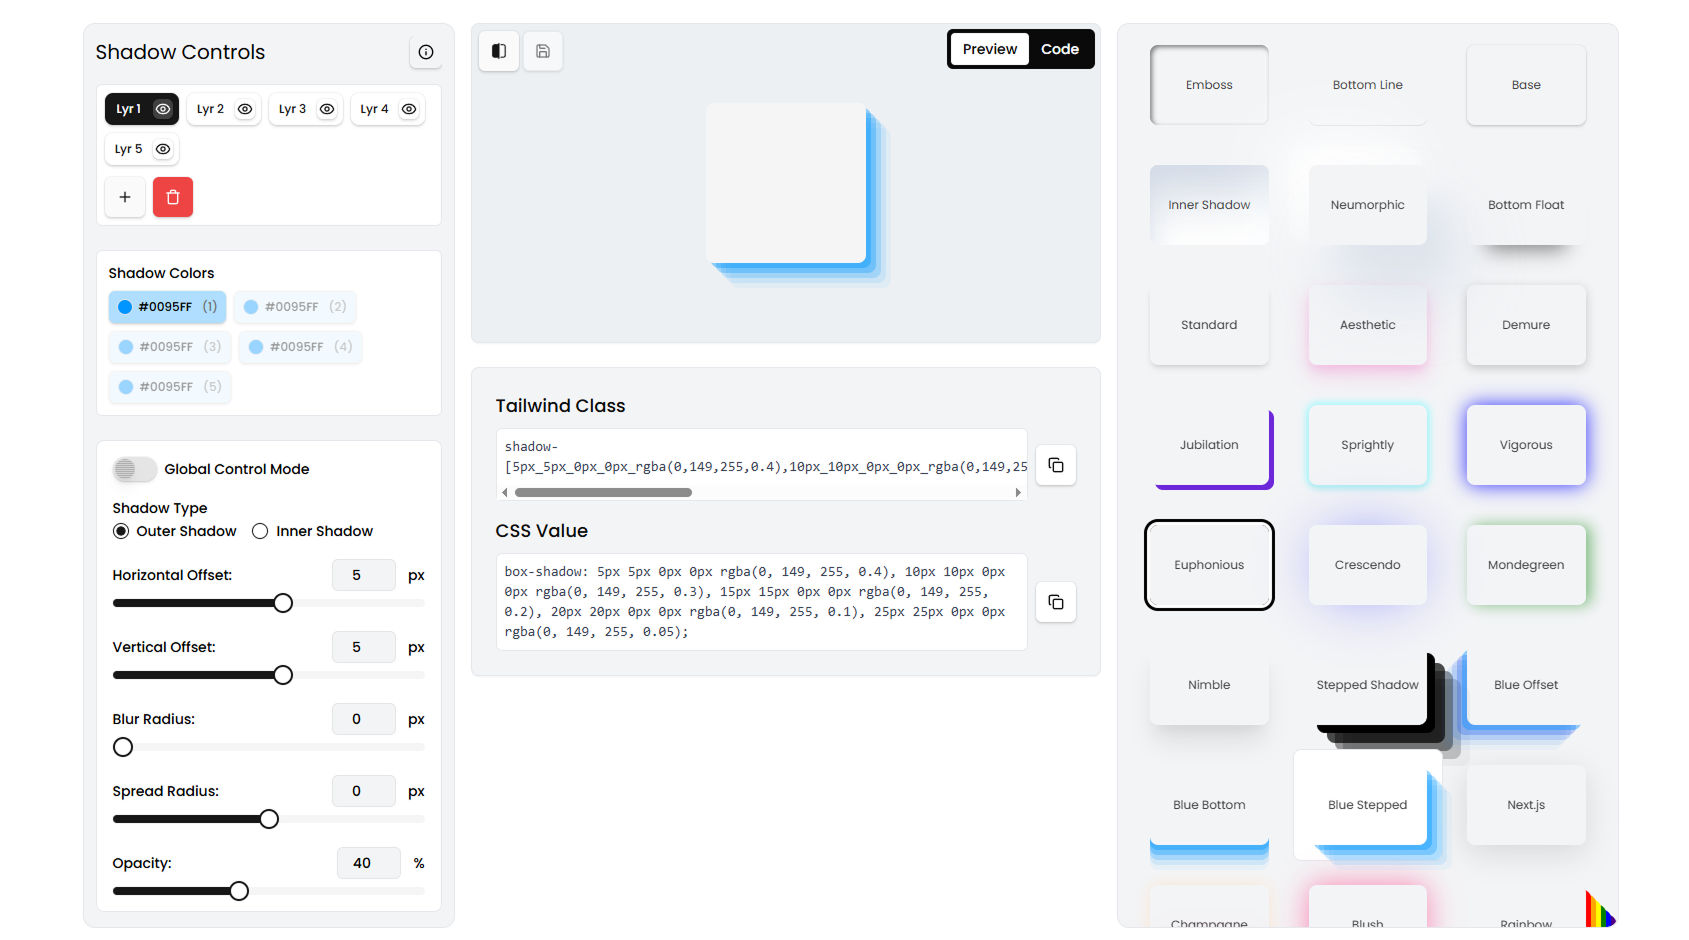 Shadow Controls
Lyr 1
Lyr 2
Lyr 3
Lyr 4
Lyr 5
Shadow Colors
#0095FF (1)
#0095FF (2)
#0095FF (3)
#0095FF (4)
#0095FF (5)
Global Control Mode
Shadow Type
Outer Shadow
Inner Shadow
Horizontal Offset: 5 px
Vertical Offset: 5 px
Blur Radius: 0 px
Spread Radius: 0 px
Opacity: 40 %
Preview
Code
Tailwind Class
shadow-
[5px_5px_0px_0px_rgba(0,149,255,0.4),10px_10px_0px_0px_rgba(0,149,25
CSS Value
box-shadow: 5px 5px 0px 0px rgba(0, 149, 255, 0.4), 10px 10px 0px
0px rgba(0, 149, 255, 0.3), 15px 15px 0px 0px rgba(0, 149, 255,
0.2), 20px 20px 0px 0px rgba(0, 149, 255, 0.1), 25px 25px 0px 0px
rgba(0, 149, 255, 0.05);
Emboss
Bottom Line
Base
Inner Shadow
Neumorphic
Bottom Float
Standard
Aesthetic
Demure
Jubilation
Sprightly
Vigorous
Euphonious
Crescendo
Mondegreen
Nimble
Stepped Shadow
Blue Offset
Blue Bottom
Blue Stepped
Next.js
Champagne
Blush
Rainbow